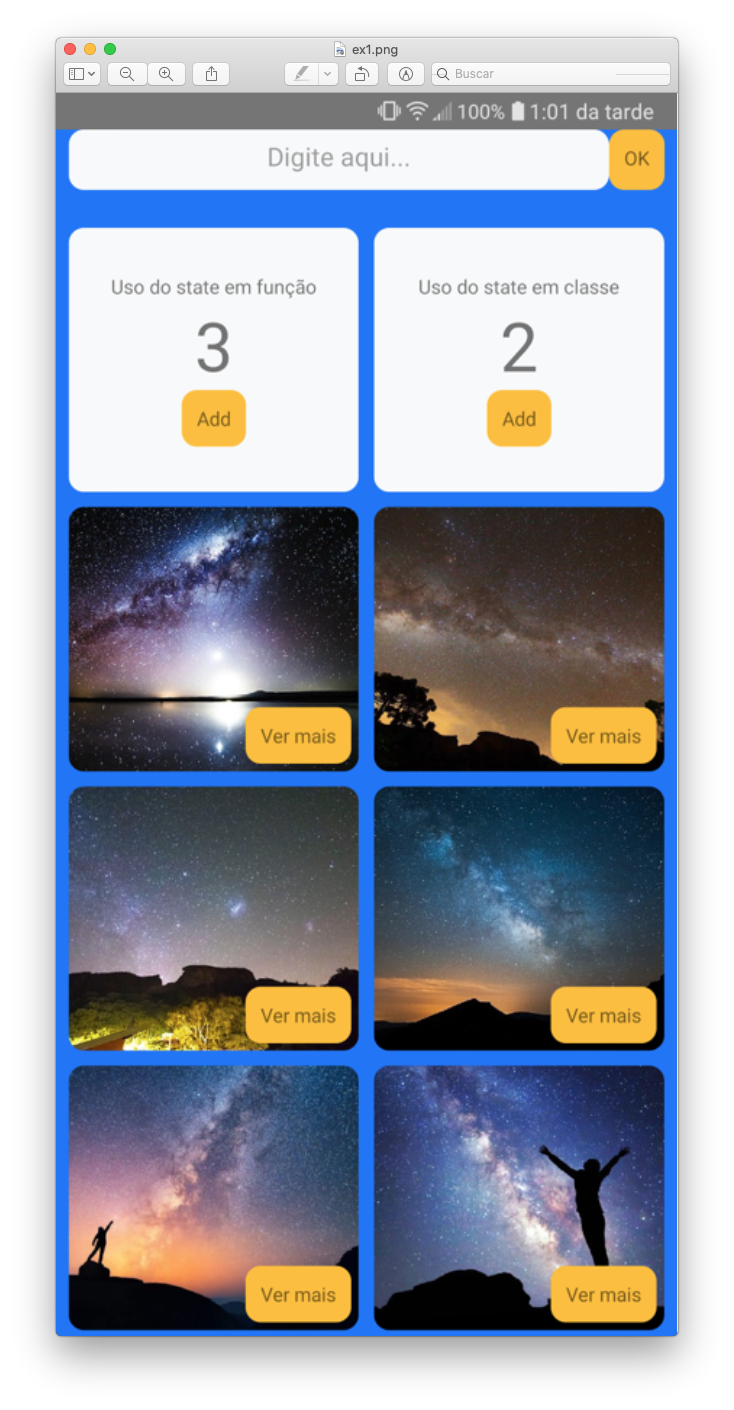 ex1.png
Buscar
100% 1:01 da tarde
Digite aqui... OK
Uso do state em função
3
Add
Uso do state em classe
2
Add
Ver mais
Ver mais
Ver mais
Ver mais
Ver mais
Ver mais